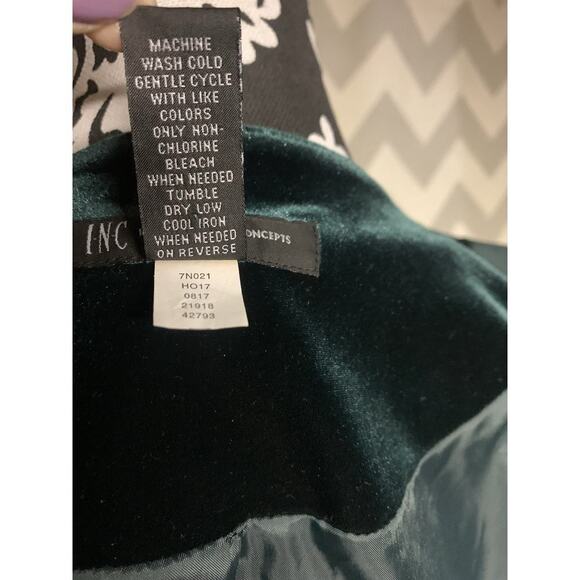 MACHINE
WASH COLD
GENTLE CYCLE
WITH LIKE
COLORS
ONLY NON-
CHLORINE
BLEACH
WHEN NEEDED
TUMBLE
DRY LOW
COOL IRON
WHEN NEEDED
ON REVERSE
INC ONCEPTS
7N021
HO17
0817
21918
42793